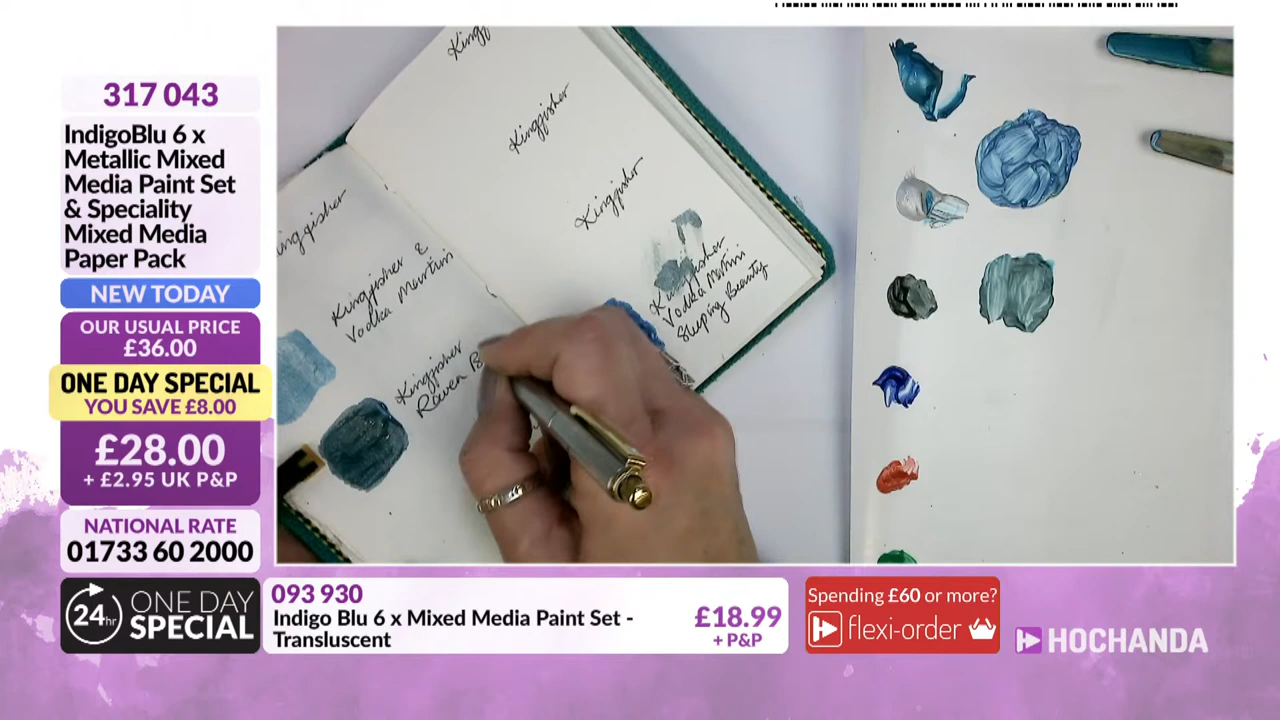 317 043
IndigoBlu 6 x
Metallic Mixed
Media Paint Set
& Speciality
Mixed Media
Paper Pack
NEW TODAY
OUR USUAL PRICE
£36.00
ONE DAY SPECIAL
YOU SAVE £8.00
£28.00
+ £2.95 UK P&P
NATIONAL RATE
01733 60 2000
Kingfisher
Kingfisher
Kingfisher &
Vodka Martini
Kingfisher
Vodka Martini
Sleeping Beauty
Kingfisher
Raven B
24hr
ONE DAY
SPECIAL
093 930
Indigo Blu 6 x Mixed Media Paint Set -
Transluscent
£18.99
+ P&P
Spending £60 or more?
flexi-order
HOCHANDA